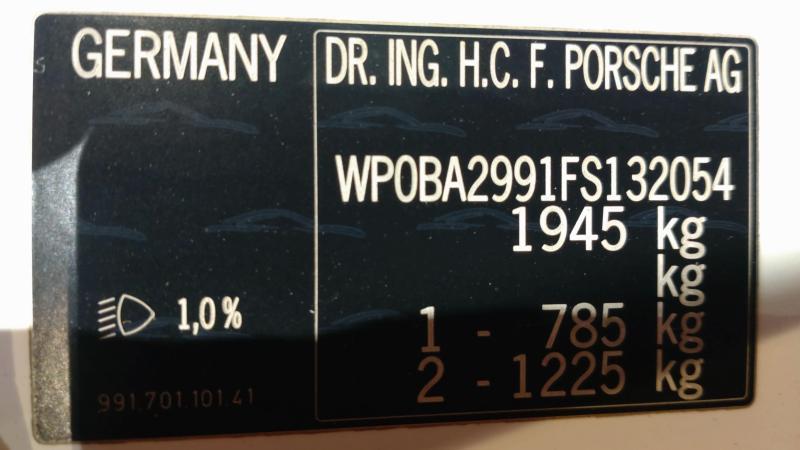 GERMANY
DR. ING. H.C. F. PORSCHE AG
WP0BA2991FS132054
1945 kg
kg
1 - 785 kg
2 - 1225 kg
1,0 %
991.701.101.41